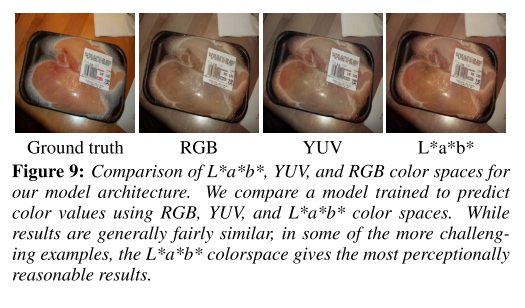 Ground truth
RGB
YUV
L*a*b*
Figure 9: Comparison of L*a*b*, YUV, and RGB color spaces for
our model architecture. We compare a model trained to predict
color values using RGB, YUV, and L*a*b* color spaces. While
results are generally fairly similar, in some of the more challeng-
ing examples, the L*a*b* colorspace gives the most perceptionally
reasonable results.